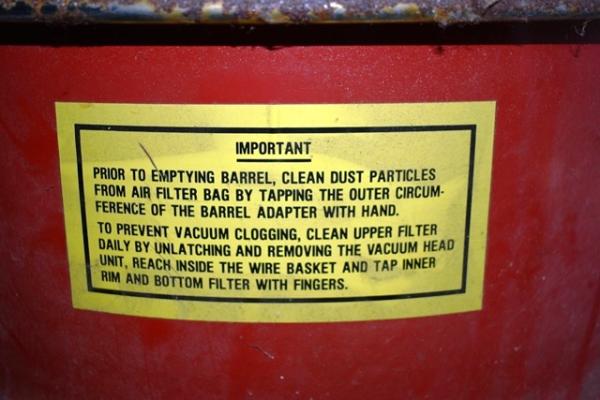 IMPORTANT
PRIOR TO EMPTYING BARREL, CLEAN DUST PARTICLES
FROM AIR FILTER BAG BY TAPPING THE OUTER CIRCUM-
FERENCE OF THE BARREL ADAPTER WITH HAND.
TO PREVENT VACUUM CLOGGING, CLEAN UPPER FILTER
DAILY BY UNLATCHING AND REMOVING THE VACUUM HEAD
UNIT, REACH INSIDE THE WIRE BASKET AND TAP INNER
RIM AND BOTTOM FILTER WITH FINGERS.